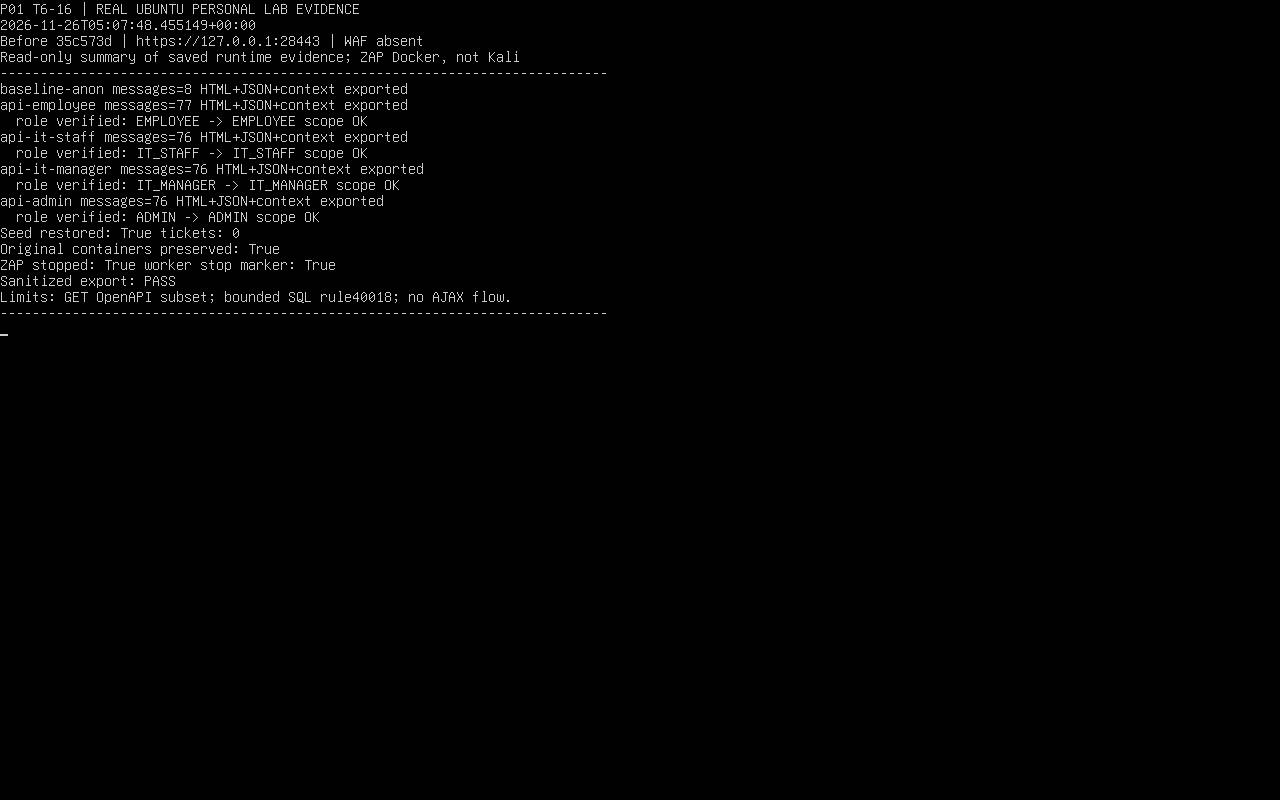 P01 T6-16 | REAL UBUNTU PERSONAL LAB EVIDENCE
2026-11-26T05:07:48.455149+00:00
Before 35c573d | https://127.0.0.1:28443 | WAF absent
Read-only summary of saved runtime evidence; ZAP Docker, not Kali
----------------------------------------------------------------------------
baseline-anon messages=8 HTML+JSON+context exported
api-employee messages=77 HTML+JSON+context exported
  role verified: EMPLOYEE -> EMPLOYEE scope OK
api-it-staff messages=76 HTML+JSON+context exported
  role verified: IT_STAFF -> IT_STAFF scope OK
api-it-manager messages=76 HTML+JSON+context exported
  role verified: IT_MANAGER -> IT_MANAGER scope OK
api-admin messages=76 HTML+JSON+context exported
  role verified: ADMIN -> ADMIN scope OK
Seed restored: True tickets: 0
Original containers preserved: True
ZAP stopped: True worker stop marker: True
Sanitized export: PASS
Limits: GET OpenAPI subset; bounded SQL rule40018; no AJAX flow.
----------------------------------------------------------------------------